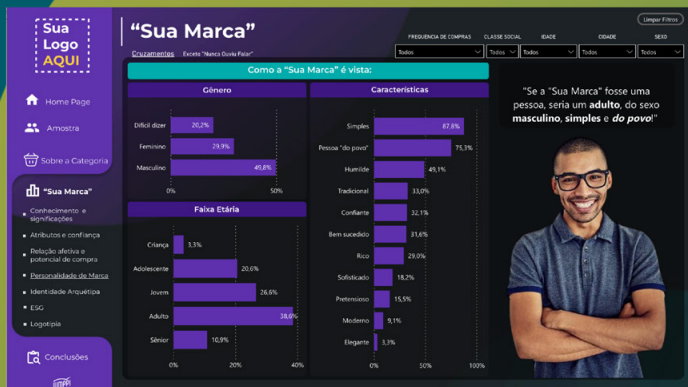 Sua
Logo
AQUI
Home Page
Amostra
Sobre a Categoria
"Sua Marca"
Conhecimento e
significações
Atributos e confiança
Relação afetiva e
potencial de compra
Personalidade de Marca
Identidade Arquétipa
ESG
Logotipia
Conclusões
"Sua Marca"
Cruzamentos Exceto "Nunca Ouviu Falar"
Limpar Filtros
FREQUÊNCIA DE COMPRAS CLASSE SOCIAL IDADE CIDADE SEXO
Todos Todos Todos Todos Todos
Como a "Sua Marca" é vista:
Gênero
Difícil dizer 20,2%
Feminino 29,9%
Masculino 49,8%
0% 50%
Faixa Etária
Criança 3,3%
Adolescente 20,6%
Jovem 26,6%
Adulto 38,6%
Sênior 10,9%
0% 20% 40%
Características
Simples 87,8%
Pessoa "do povo" 75,3%
Humilde 49,1%
Tradicional 33,0%
Confiante 32,1%
Bem sucedido 31,6%
Rico 29,0%
Sofisticado 18,2%
Pretensioso 15,5%
Moderno 9,1%
Elegante 3,3%
0% 50% 100%
"Se a "Sua Marca" fosse uma
pessoa, seria um adulto, do sexo
masculino, simples e do povo!"